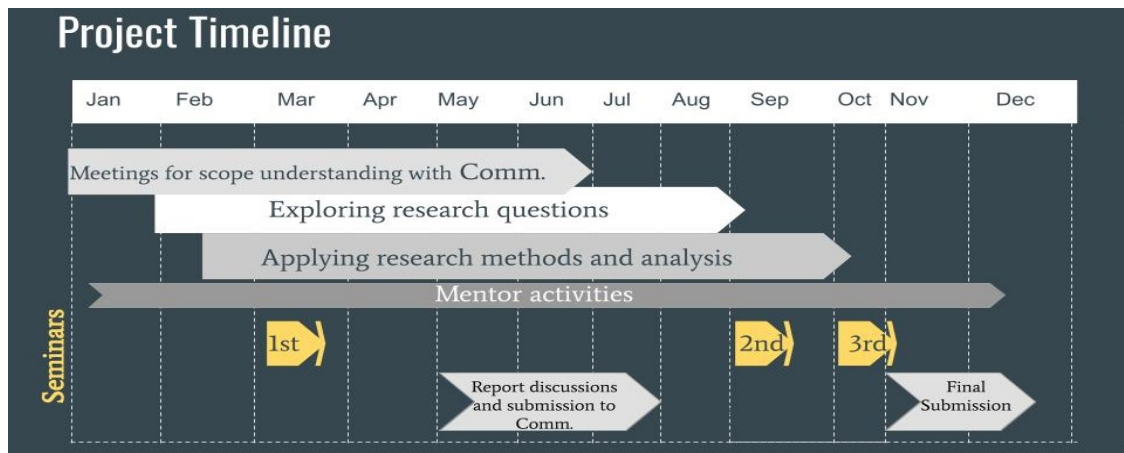 Project Timeline
Jan Feb Mar Apr May Jun Jul Aug Sep Oct Nov Dec
Meetings for scope understanding with Comm.
Exploring research questions
Applying research methods and analysis
Mentor activities
Seminars
1st 2nd 3rd
Report discussions
and submission to
Comm.
Final
Submission